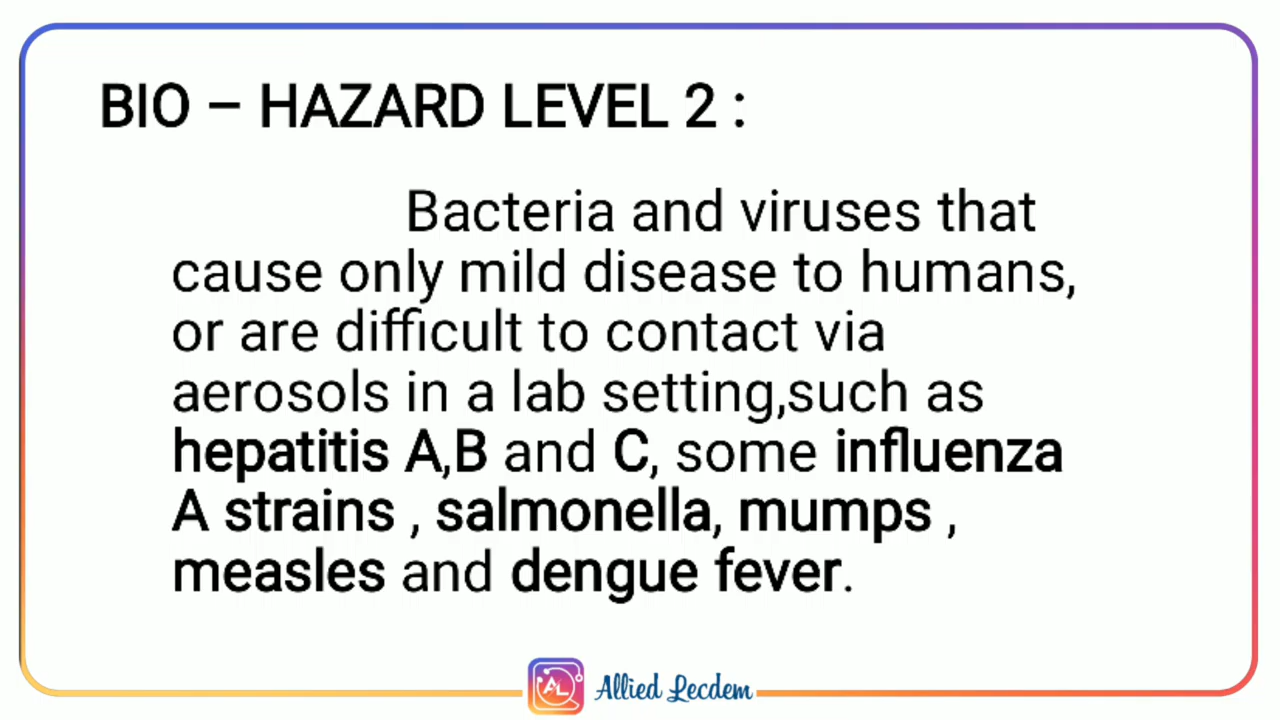 BIO – HAZARD LEVEL 2 :
Bacteria and viruses that
cause only mild disease to humans,
or are difficult to contact via
aerosols in a lab setting,such as
hepatitis A,B and C, some influenza
A strains , salmonella, mumps ,
measles and dengue fever.
AL Allied Lecdem